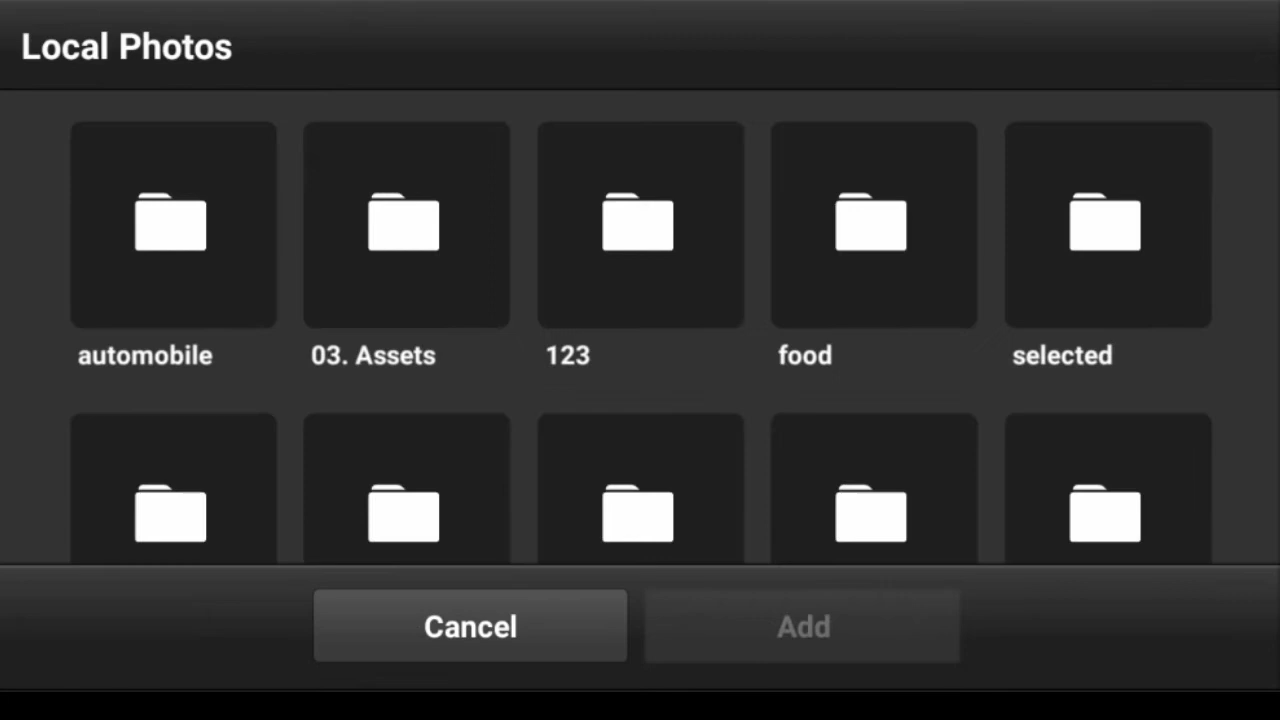 Local Photos
automobile
03. Assets
123
food
selected
Cancel
Add